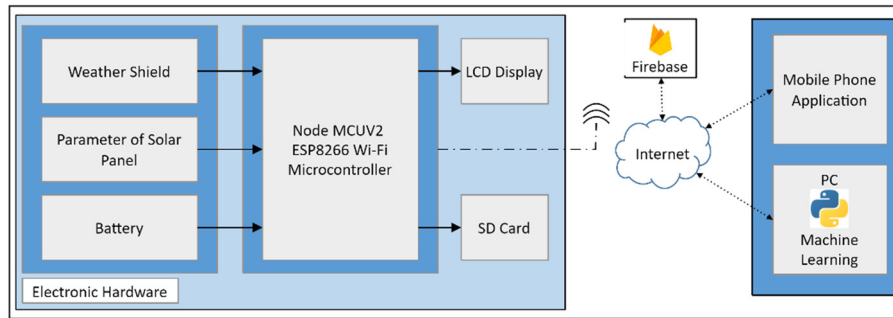 Weather Shield
Parameter of Solar
Panel
Battery
Node MCUV2
ESP8266 Wi-Fi
Microcontroller
LCD Display
SD Card
Electronic Hardware
Firebase
Internet
Mobile Phone
Application
PC
Machine
Learning